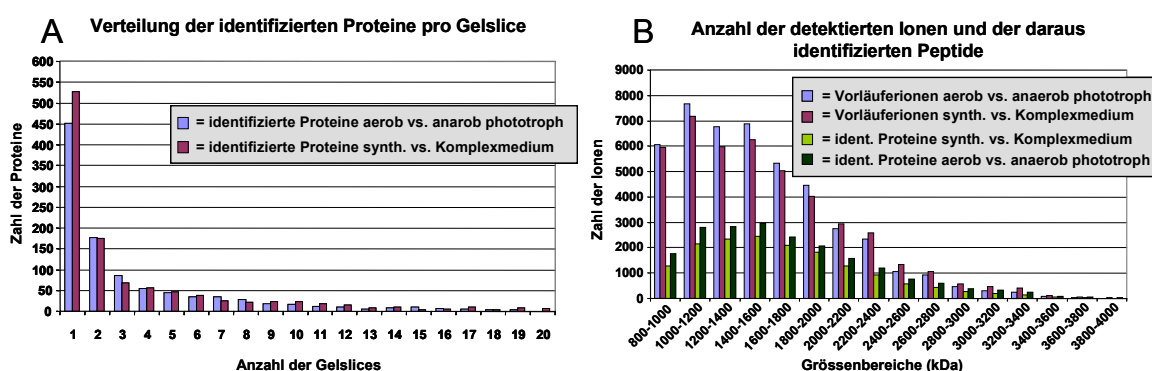 A
Verteilung der identifizierten Proteine pro Gelslice
600
550
500
450
400
350
300
250
200
150
100
50
0
Zahl der Proteine
= identifizierte Proteine aerob vs. anarob phototroph
= identifizierte Proteine synth. vs. Komplexmedium
1 2 3 4 5 6 7 8 9 10 11 12 13 14 15 16 17 18 19 20
Anzahl der Gelslices
B
Anzahl der detektierten Ionen und der daraus
identifizierten Peptide
9000
8000
7000
6000
5000
4000
3000
2000
1000
0
Zahl der Ionen
= Vorläuferionen aerob vs. anaerob phototroph
= Vorläuferionen synth. vs. Komplexmedium
= ident. Proteine synth. vs. Komplexmedium
= ident. Proteine aerob vs. anaerob phototroph
800-1000
1000-1200
1200-1400
1400-1600
1600-1800
1800-2000
2000-2200
2200-2400
2400-2600
2600-2800
2800-3000
3000-3200
3200-3400
3400-3600
3600-3800
3800-4000
Grössenbereiche (kDa)